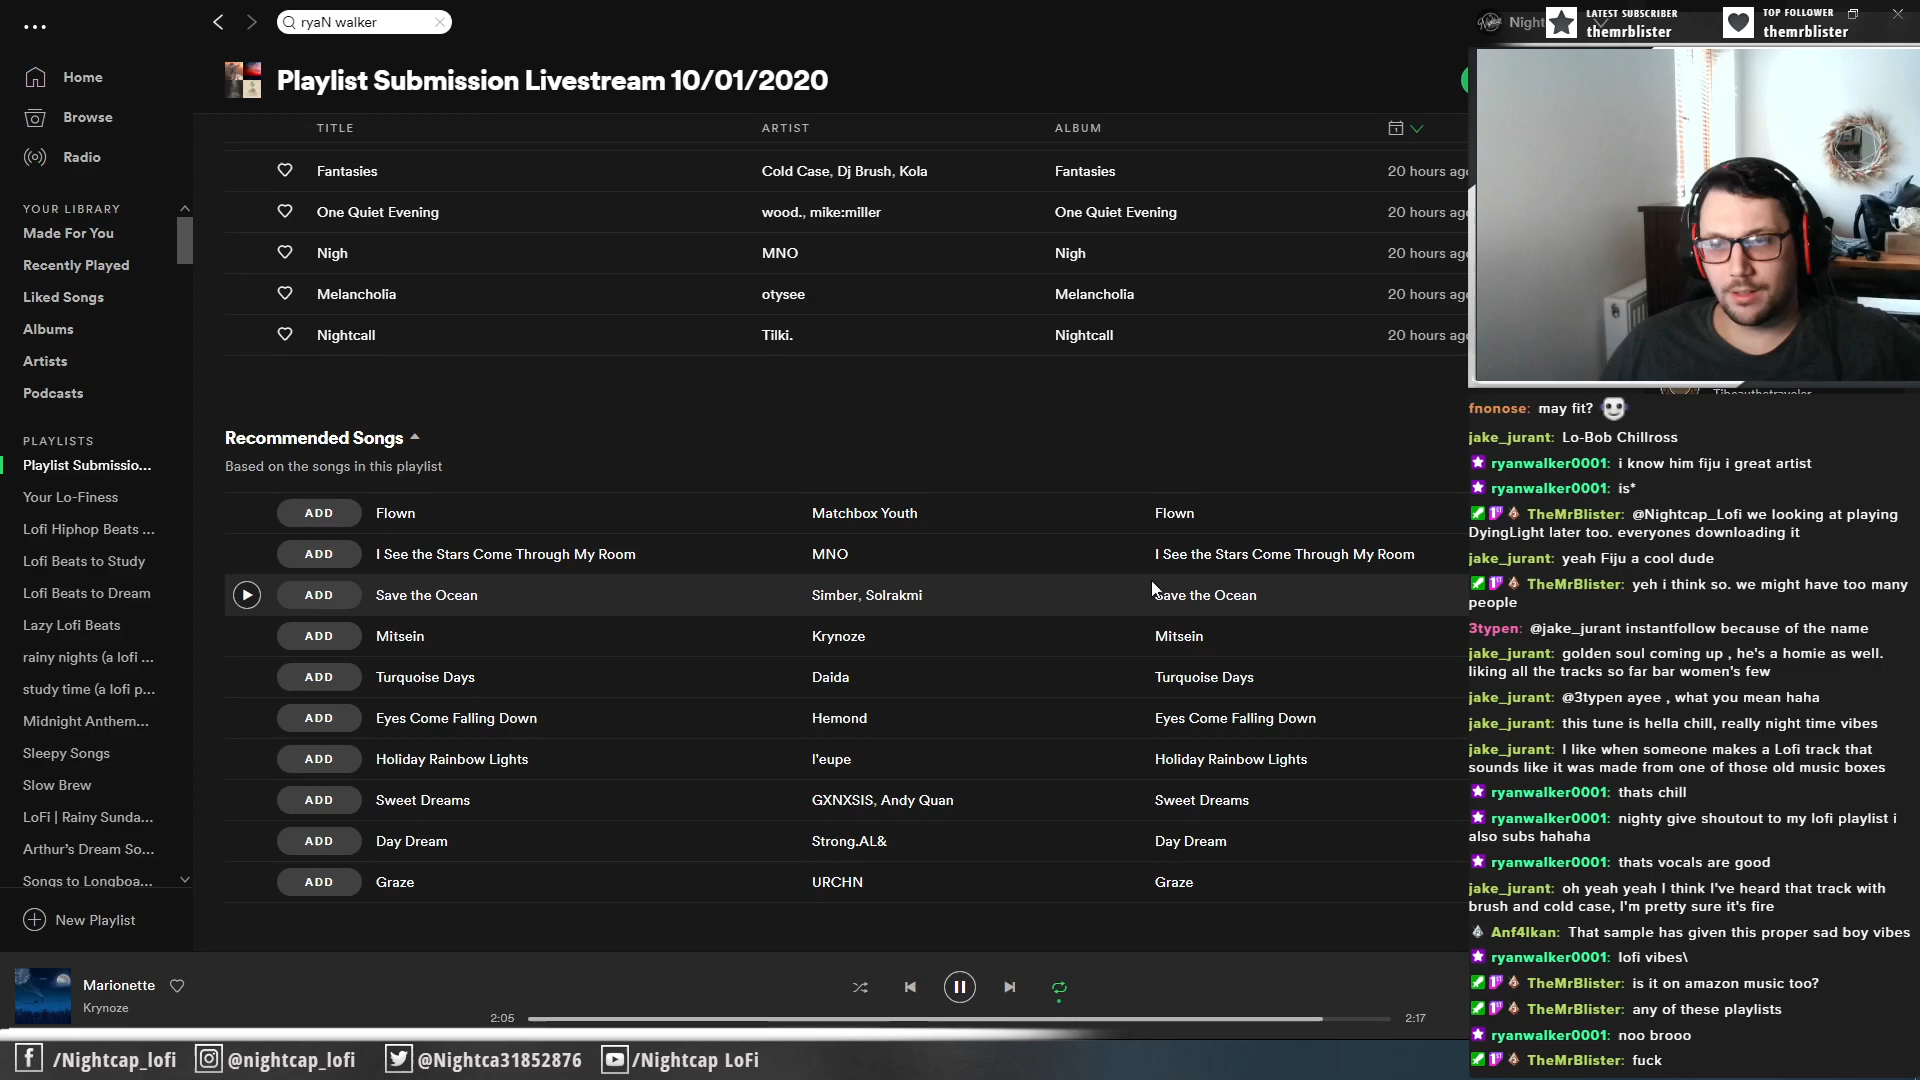 ryaN walker
Home
Browse
Radio
YOUR LIBRARY
Made For You
Recently Played
Liked Songs
Albums
Artists
Podcasts
PLAYLISTS
Playlist Submissio...
Your Lo-Finess
Lofi Hiphop Beats ...
Lofi Beats to Study
Lofi Beats to Dream
Lazy Lofi Beats
rainy nights (a lofi ...
study time (a lofi p...
Midnight Anthem...
Sleepy Songs
Slow Brew
LoFi | Rainy Sunda...
Arthur's Dream So...
Songs to Longboa...
New Playlist
Playlist Submission Livestream 10/01/2020
TITLE ARTIST ALBUM
Fantasies Cold Case, Dj Brush, Kola Fantasies 20 hours ago
One Quiet Evening wood., mike:miller One Quiet Evening 20 hours ago
Nigh MNO Nigh 20 hours ago
Melancholia otysee Melancholia 20 hours ago
Nightcall Tilki. Nightcall 20 hours ago
Recommended Songs
Based on the songs in this playlist
ADD Flown Matchbox Youth Flown
ADD I See the Stars Come Through My Room MNO I See the Stars Come Through My Room
ADD Save the Ocean Simber, Solrakmi Save the Ocean
ADD Mitsein Krynoze Mitsein
ADD Turquoise Days Daida Turquoise Days
ADD Eyes Come Falling Down Hemond Eyes Come Falling Down
ADD Holiday Rainbow Lights l'eupe Holiday Rainbow Lights
ADD Sweet Dreams GXNXSIS, Andy Quan Sweet Dreams
ADD Day Dream Strong.AL& Day Dream
ADD Graze URCHN Graze
Marionette
Krynoze
2:05 2:17
/Nightcap_lofi @nightcap_lofi @Nightca31852876 /Nightcap LoFi
Night
LATEST SUBSCRIBER
themrblister
TOP FOLLOWER
themrblister
fnonose: may fit?
jake_jurant: Lo-Bob Chillross
ryanwalker0001: i know him fiju i great artist
ryanwalker0001: is*
TheMrBlister: @Nightcap_Lofi we looking at playing
DyingLight later too. everyones downloading it
jake_jurant: yeah Fiju a cool dude
TheMrBlister: yeh i think so. we might have too many
people
3typen: @jake_jurant instantfollow because of the name
jake_jurant: golden soul coming up , he's a homie as well.
liking all the tracks so far bar women's few
jake_jurant: @3typen ayee , what you mean haha
jake_jurant: this tune is hella chill, really night time vibes
jake_jurant: I like when someone makes a Lofi track that
sounds like it was made from one of those old music boxes
ryanwalker0001: thats chill
ryanwalker0001: nighty give shoutout to my lofi playlist i
also subs hahaha
ryanwalker0001: thats vocals are good
jake_jurant: oh yeah yeah I think I've heard that track with
brush and cold case, I'm pretty sure it's fire
Anf4lkan: That sample has given this proper sad boy vibes
ryanwalker0001: lofi vibes\
TheMrBlister: is it on amazon music too?
TheMrBlister: any of these playlists
ryanwalker0001: noo brooo
TheMrBlister: fuck